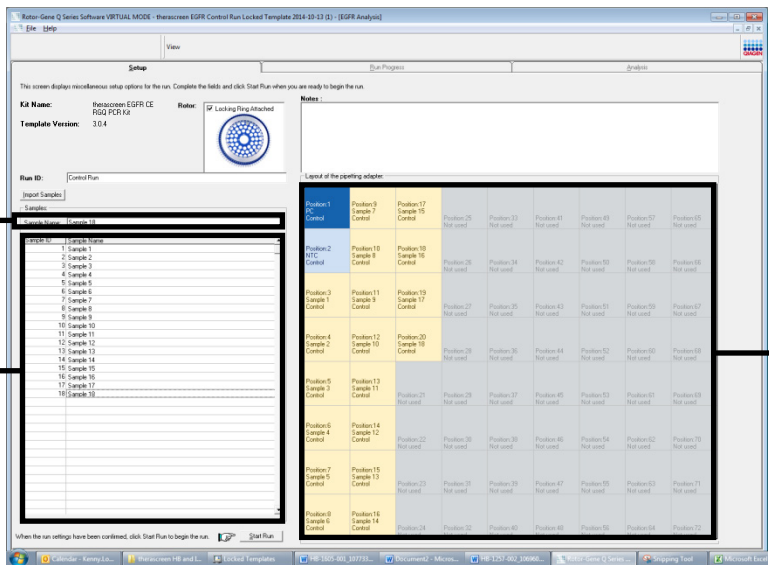 Rotor-Gene Q Series Software VIRTUAL MODE - therascreen EGFR Control Run Locked Template 2014-10-13 (1) - [EGFR Analysis]
File Help
View
QIAGEN
Setup
Run Progress
Analysis
This screen displays miscellaneous setup options for the run. Complete the fields and click Start Run when you are ready to begin the run.
Kit Name: therascreen EGFR CE RGQ PCR Kit
Template Version: 3.0.4
Rotor: Locking Ring Attached
Notes :
Run ID: Control Run
Import Samples
Samples
Sample Name Sample 18
Sample ID Sample Name
1 Sample 1
2 Sample 2
3 Sample 3
4 Sample 4
5 Sample 5
6 Sample 6
7 Sample 7
8 Sample 8
9 Sample 9
10 Sample 10
11 Sample 11
12 Sample 12
13 Sample 13
14 Sample 14
15 Sample 15
16 Sample 16
17 Sample 17
18 Sample 18
When the run settings have been confirmed, click Start Run to begin the run.
Start Run
Layout of the pipetting adapter:
Position:1 Position:9 Position:17
PC Sample 7 Sample 15
Control Control Control Position:25 Position:33 Position:41 Position:49 Position:57 Position:65
Not used Not used Not used Not used Not used Not used
Position:2 Position:10 Position:18
NTC Sample 8 Sample 16
Control Control Control Position:26 Position:34 Position:42 Position:50 Position:58 Position:66
Not used Not used Not used Not used Not used Not used
Position:3 Position:11 Position:19
Sample 1 Sample 9 Sample 17
Control Control Control Position:27 Position:35 Position:43 Position:51 Position:59 Position:67
Not used Not used Not used Not used Not used Not used
Position:4 Position:12 Position:20
Sample 2 Sample 10 Sample 18
Control Control Control Position:28 Position:36 Position:44 Position:52 Position:60 Position:68
Not used Not used Not used Not used Not used Not used
Position:5 Position:13
Sample 3 Sample 11
Control Control Position:21 Position:29 Position:37 Position:45 Position:53 Position:61 Position:69
Not used Not used Not used Not used Not used Not used Not used
Position:6 Position:14
Sample 4 Sample 12
Control Control Position:22 Position:30 Position:38 Position:46 Position:54 Position:62 Position:70
Not used Not used Not used Not used Not used Not used Not used
Position:7 Position:15
Sample 5 Sample 13
Control Control Position:23 Position:31 Position:39 Position:47 Position:55 Position:63 Position:71
Not used Not used Not used Not used Not used Not used Not used
Position:8 Position:16
Sample 6 Sample 14
Control Control Position:24 Position:32 Position:40 Position:48 Position:56 Position:64 Position:72
Calendar - Kenny.Lo... therascreen HB and L... Locked Templates HB-1805-001_107733... Document2 - Micros... HB-1257-002_106968... Rotor-Gene Q Series ... Snipping Tool Microsoft Excel